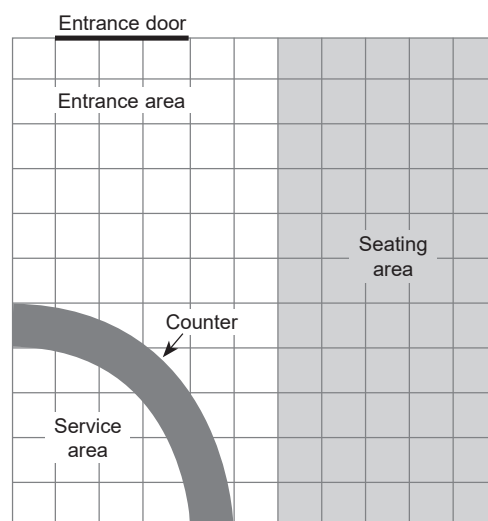 Entrance door
Entrance area
Seating
area
Counter
Service
area